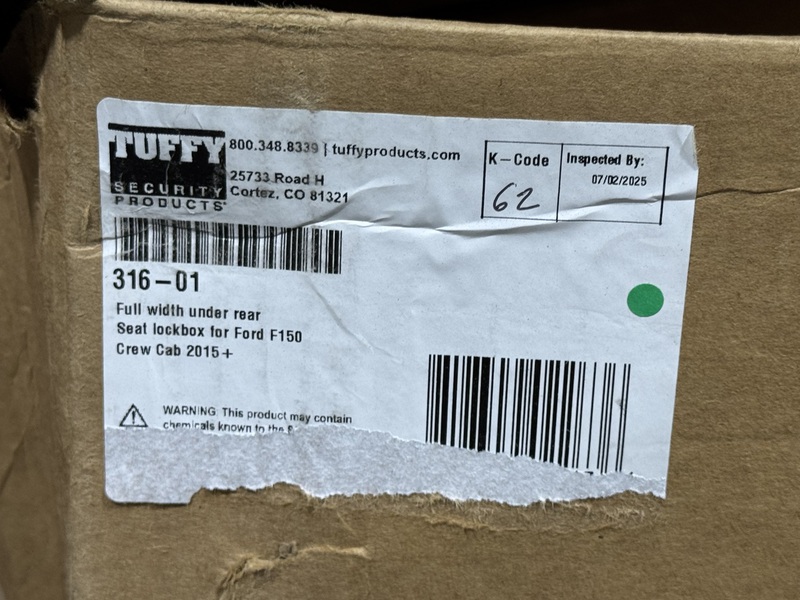 TUFFY
SECURITY
PRODUCTS
800.348.8339 | tuffyproducts.com
25733 Road H
Cortez, CO 81321
K-Code
62
Inspected By:
07/02/2025
316-01
Full width under rear
Seat lockbox for Ford F150
Crew Cab 2015+
WARNING: This product may contain
chemicals known to the